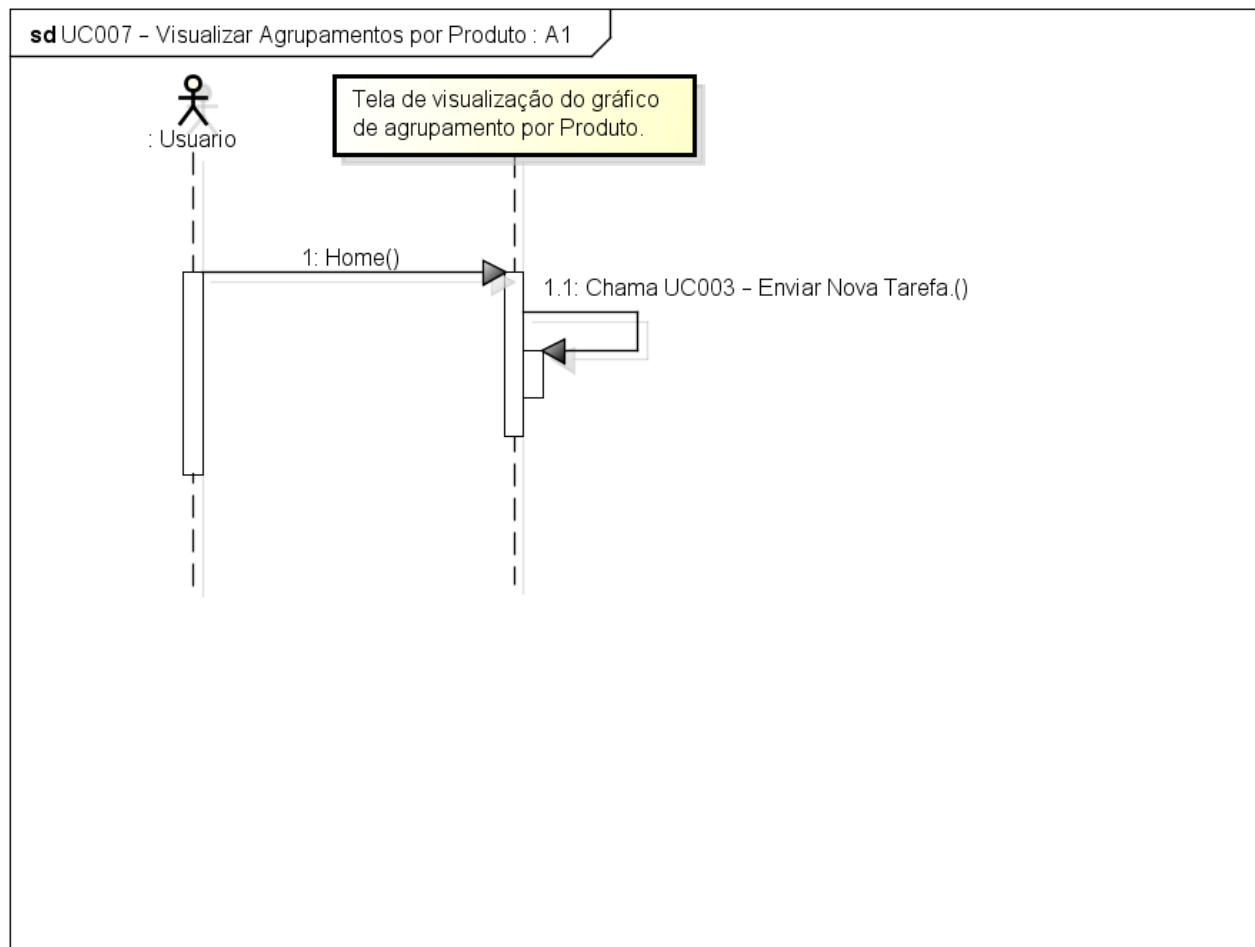 sd UC007 – Visualizar Agrupamentos por Produto : A1
: Usuario
Tela de visualização do gráfico
de agrupamento por Produto.
1: Home()
1.1: Chama UC003 – Enviar Nova Tarefa.()